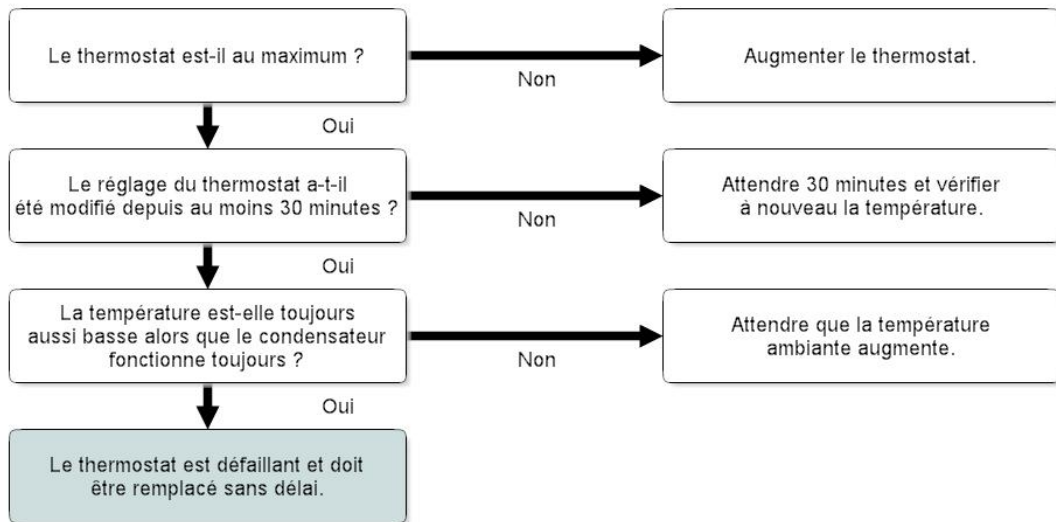 Le thermostat est-il au maximum ?
Non
Augmenter le thermostat.
Oui
Le réglage du thermostat a-t-il
été modifié depuis au moins 30 minutes ?
Non
Attendre 30 minutes et vérifier
à nouveau la température.
Oui
La température est-elle toujours
aussi basse alors que le condensateur
fonctionne toujours ?
Non
Attendre que la température
ambiante augmente.
Oui
Le thermostat est défaillant et doit
être remplacé sans délai.